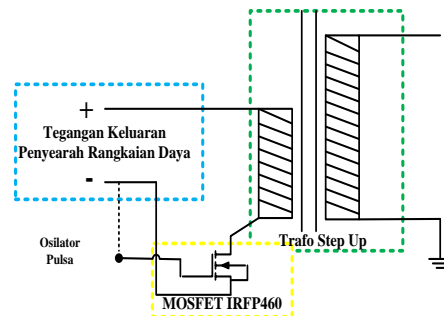 +
Tegangan Keluaran
Penyearah Rangkaian Daya
-
Osilator
Pulsa
Trafo Step Up
MOSFET IRFP460